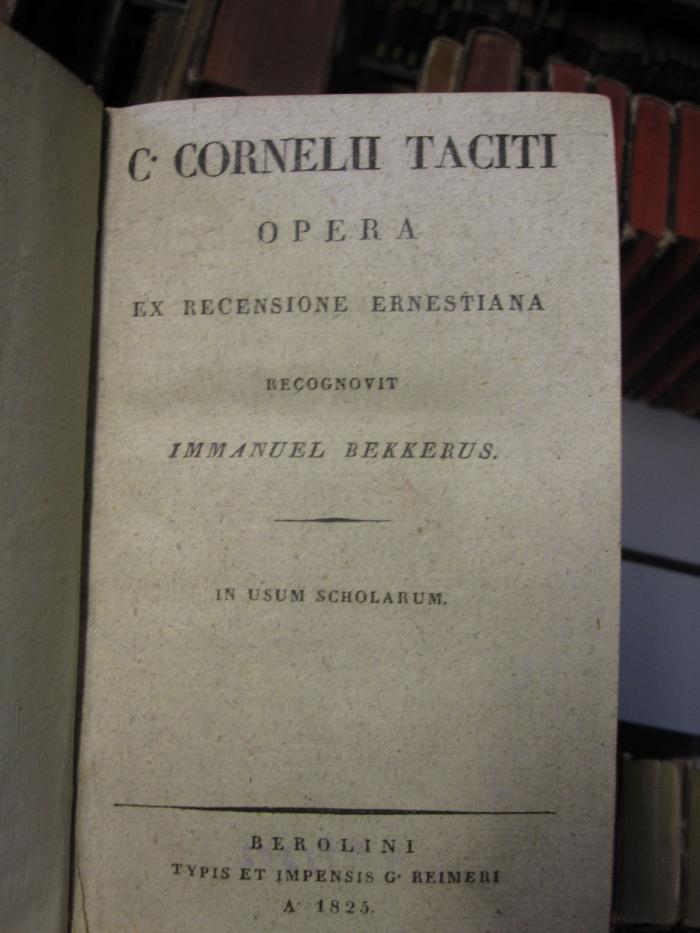 C. CORNELII TACITI
OPERA
EX RECENSIONE ERNESTIANA
RECOGNOVIT
IMMANUEL BEKKERUS.
IN USUM SCHOLARUM.
BEROLINI
TYPIS ET IMPENSIS G. REIMERI
A. 1825.